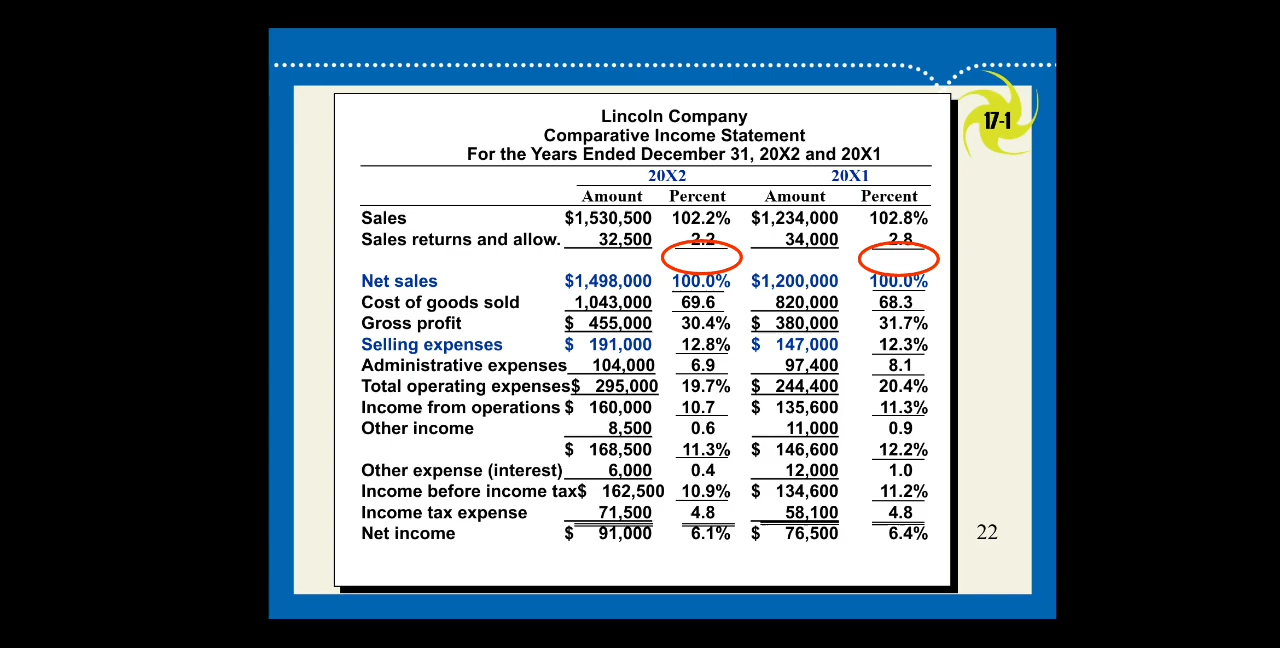 Lincoln Company
Comparative Income Statement
For the Years Ended December 31, 20X2 and 20X1
17-1
20X2 20X1
Amount Percent Amount Percent
Sales $1,530,500 102.2% $1,234,000 102.8%
Sales returns and allow. 32,500 2.2 34,000 2.8
Net sales $1,498,000 100.0% $1,200,000 100.0%
Cost of goods sold 1,043,000 69.6 820,000 68.3
Gross profit $ 455,000 30.4% $ 380,000 31.7%
Selling expenses $ 191,000 12.8% $ 147,000 12.3%
Administrative expenses 104,000 6.9 97,400 8.1
Total operating expenses$ 295,000 19.7% $ 244,400 20.4%
Income from operations $ 160,000 10.7 $ 135,600 11.3%
Other income 8,500 0.6 11,000 0.9
$ 168,500 11.3% $ 146,600 12.2%
Other expense (interest) 6,000 0.4 12,000 1.0
Income before income tax$ 162,500 10.9% $ 134,600 11.2%
Income tax expense 71,500 4.8 58,100 4.8
Net income $ 91,000 6.1% $ 76,500 6.4%
22